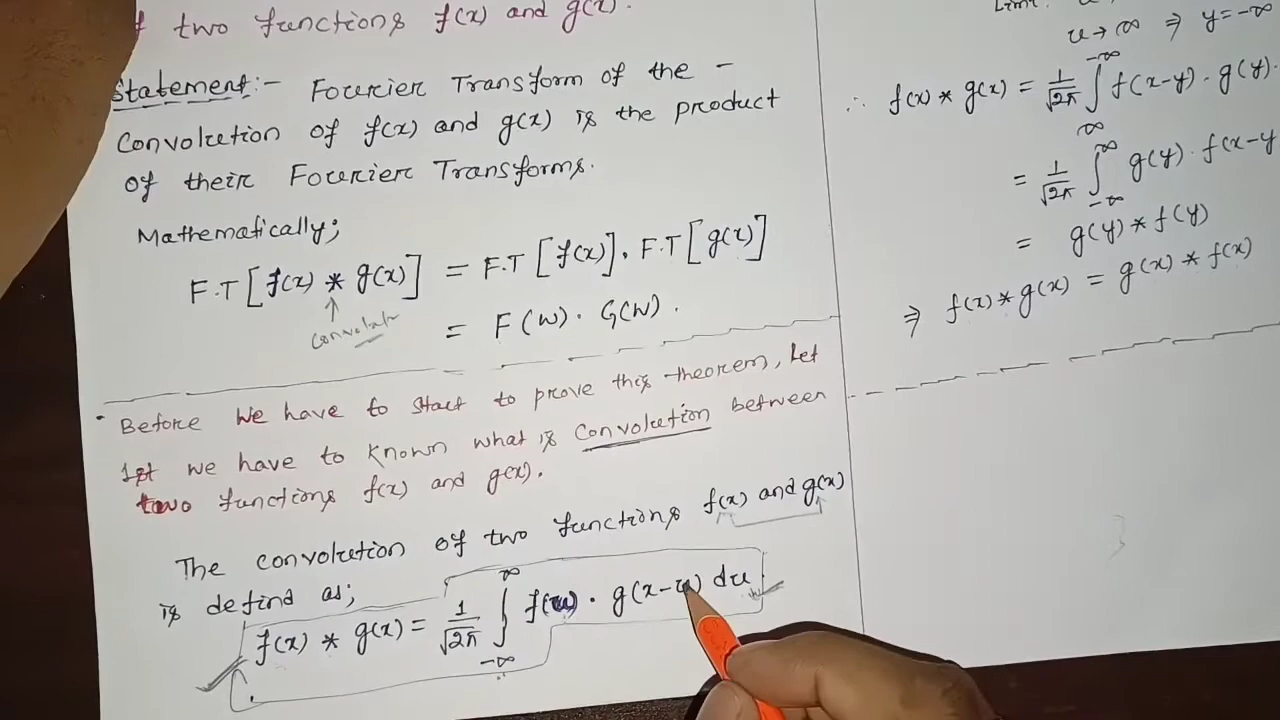 of two functions f(x) and g(x).
Statement:- Fourier Transform of the -
Convolution of f(x) and g(x) is the product
of their Fourier Transforms.
Mathematically;
F.T[f(x) * g(x)] = F.T[f(x)]. F.T[g(x)]
= F(W). G(W).
Before We have to start to prove this theorem, Let
1st we have to known what is Convolution between
two functions f(x) and g(x).
The convolution of two functions f(x) and g(x)
is defind as;
f(x) * g(x) = 1/√2π ∫_{-∞}^{∞} f(u). g(x-u) du
u → ∞ ⇒ y = -∞
∴ f(x) * g(x) = 1/√2π ∫_{∞}^{-∞} f(x-y). g(y).
= 1/√2π ∫_{-∞}^{∞} g(y). f(x-y
= g(y) * f(y)
⇒ f(x) * g(x) = g(x) * f(x)